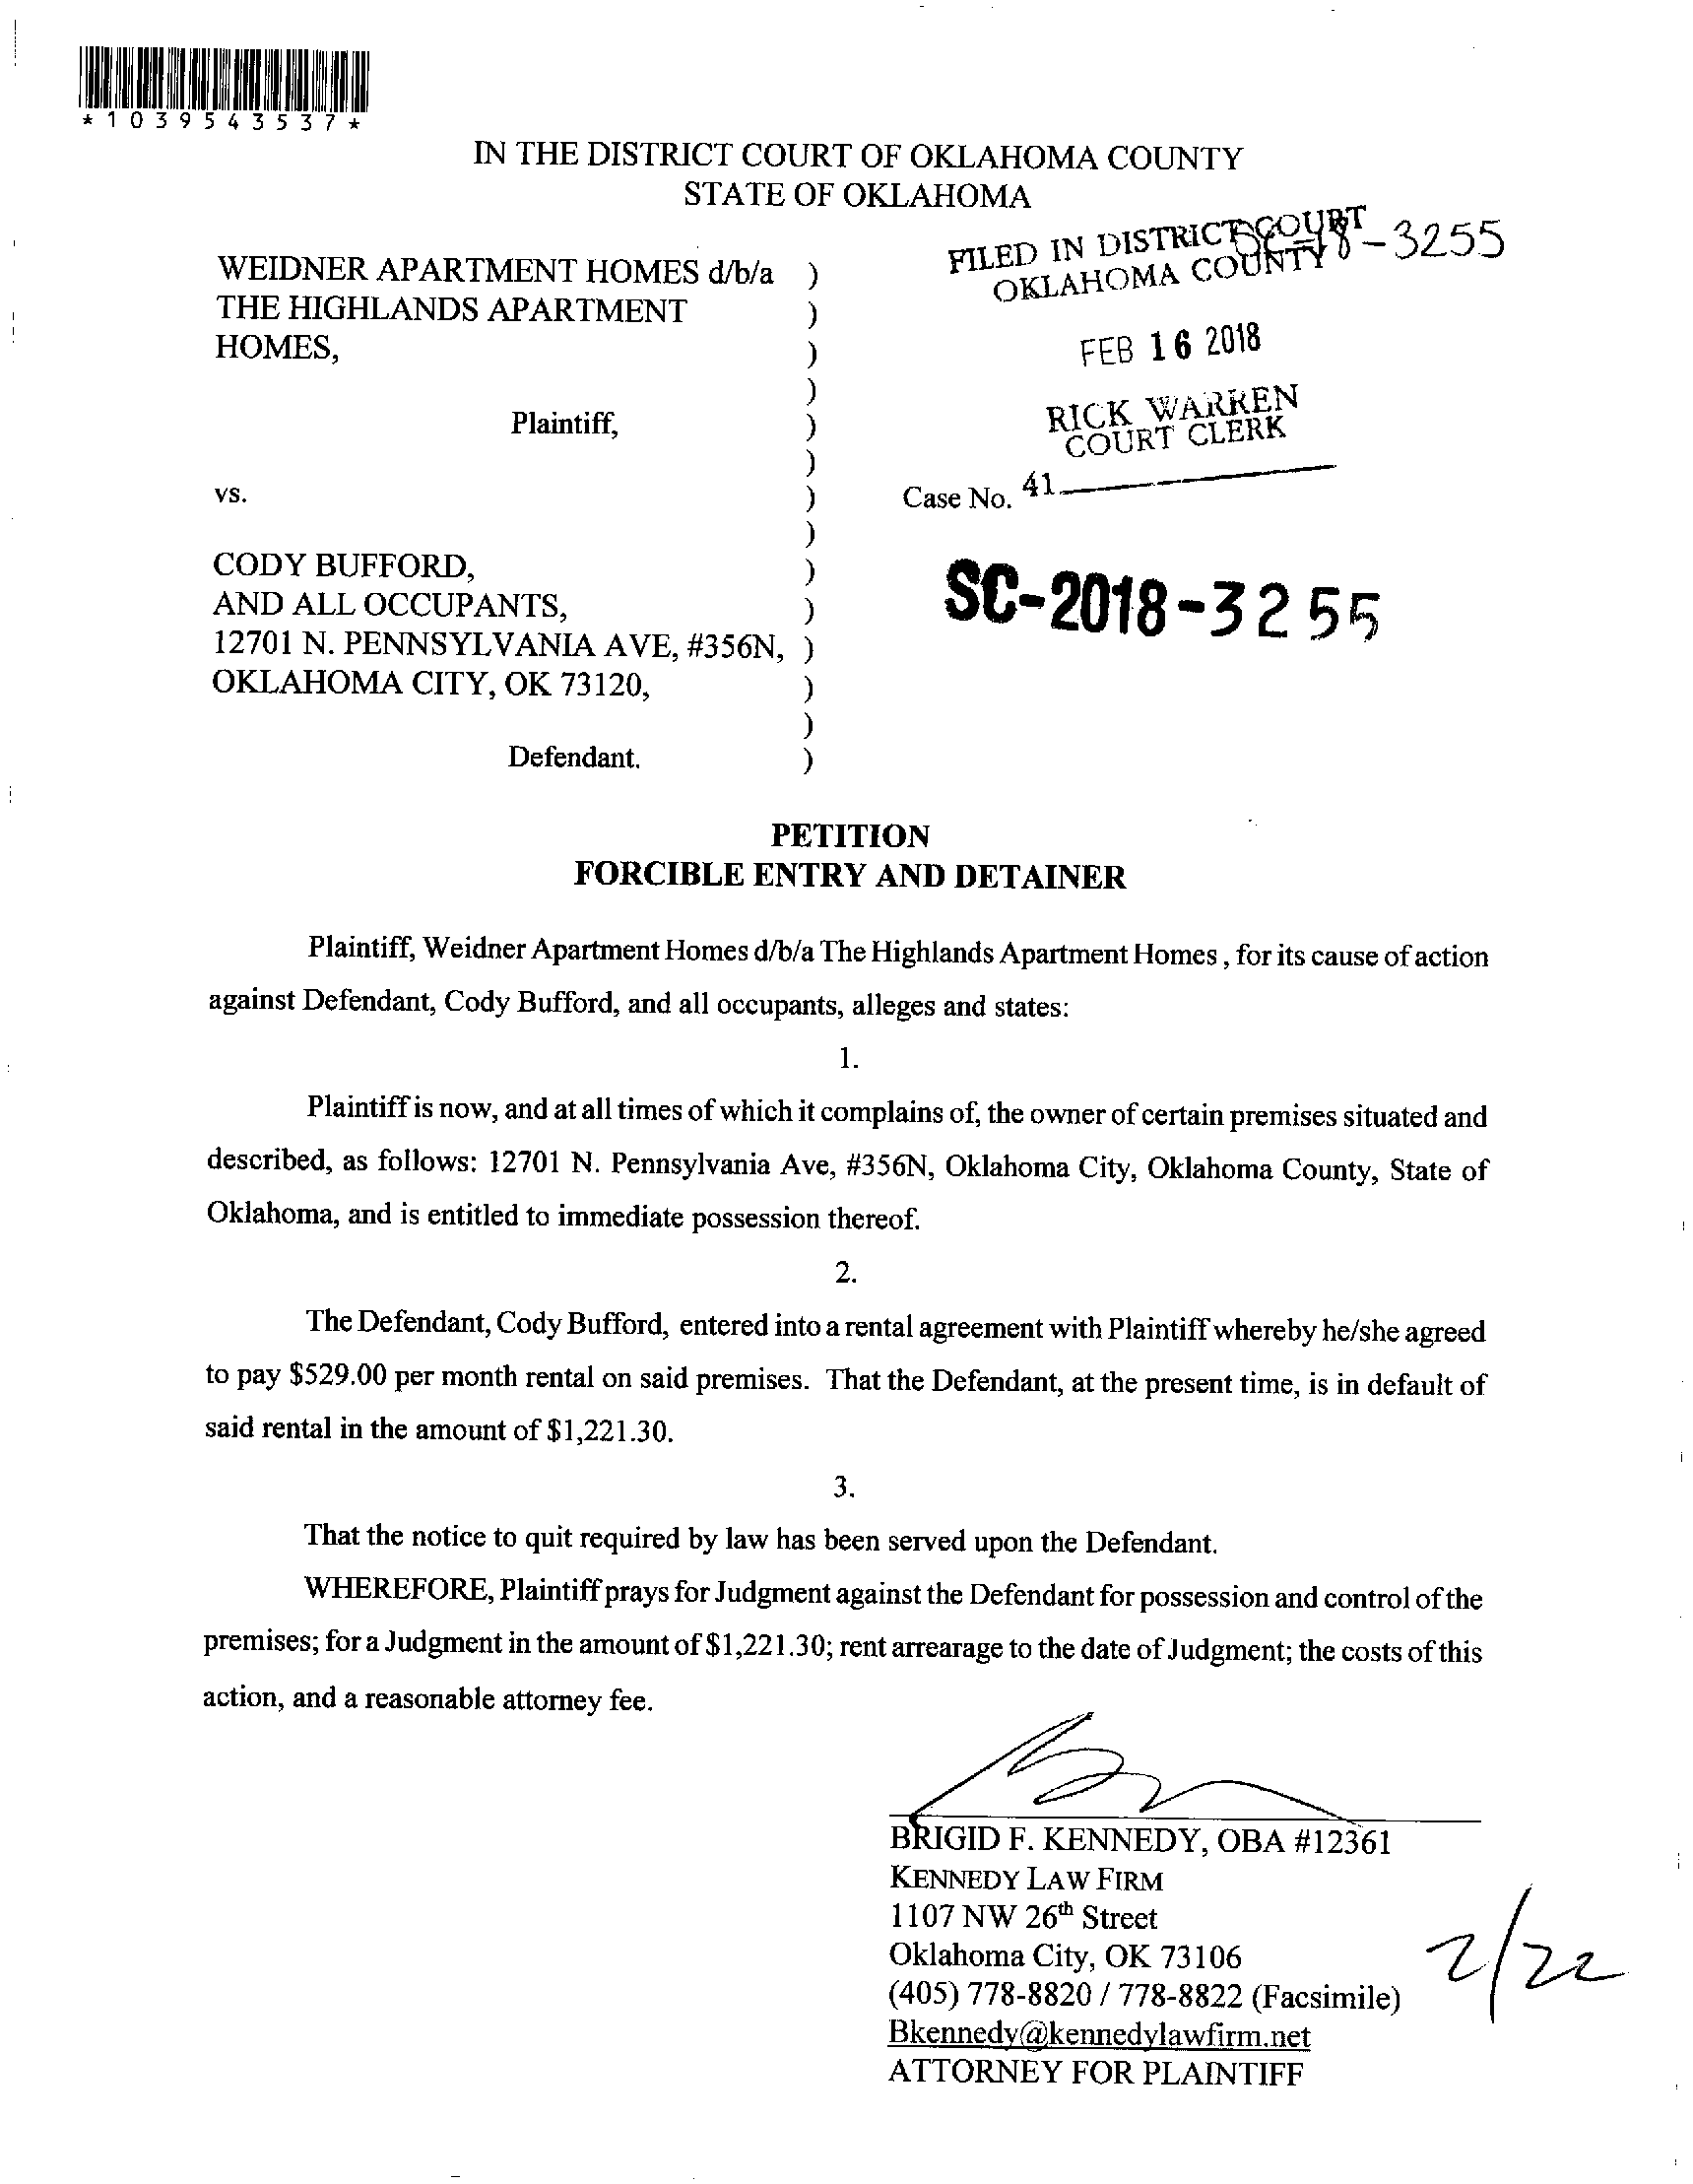 *1039543537*
IN THE DISTRICT COURT OF OKLAHOMA COUNTY
STATE OF OKLAHOMA
WEIDNER APARTMENT HOMES d/b/a )
THE HIGHLANDS APARTMENT )
HOMES, )
)
Plaintiff, )
)
vs. )
)
CODY BUFFORD, )
AND ALL OCCUPANTS, )
12701 N. PENNSYLVANIA AVE, #356N, )
OKLAHOMA CITY, OK 73120, )
)
Defendant. )
FILED IN DISTRICT COURT
OKLAHOMA COUNTY
SC-18-3255
FEB 16 2018
RICK WARREN
COURT CLERK
Case No. 41
SC-2018-3255
PETITION
FORCIBLE ENTRY AND DETAINER
Plaintiff, Weidner Apartment Homes d/b/a The Highlands Apartment Homes , for its cause of action
against Defendant, Cody Bufford, and all occupants, alleges and states:
1.
Plaintiff is now, and at all times of which it complains of, the owner of certain premises situated and
described, as follows: 12701 N. Pennsylvania Ave, #356N, Oklahoma City, Oklahoma County, State of
Oklahoma, and is entitled to immediate possession thereof.
2.
The Defendant, Cody Bufford, entered into a rental agreement with Plaintiff whereby he/she agreed
to pay $529.00 per month rental on said premises. That the Defendant, at the present time, is in default of
said rental in the amount of $1,221.30.
3.
That the notice to quit required by law has been served upon the Defendant.
WHEREFORE, Plaintiff prays for Judgment against the Defendant for possession and control of the
premises; for a Judgment in the amount of $1,221.30; rent arrearage to the date of Judgment; the costs of this
action, and a reasonable attorney fee.
BRIGID F. KENNEDY, OBA #12361
KENNEDY LAW FIRM
1107 NW 26th Street
Oklahoma City, OK 73106
(405) 778-8820 / 778-8822 (Facsimile)
Bkennedy@kennedylawfirm.net
ATTORNEY FOR PLAINTIFF
2/22